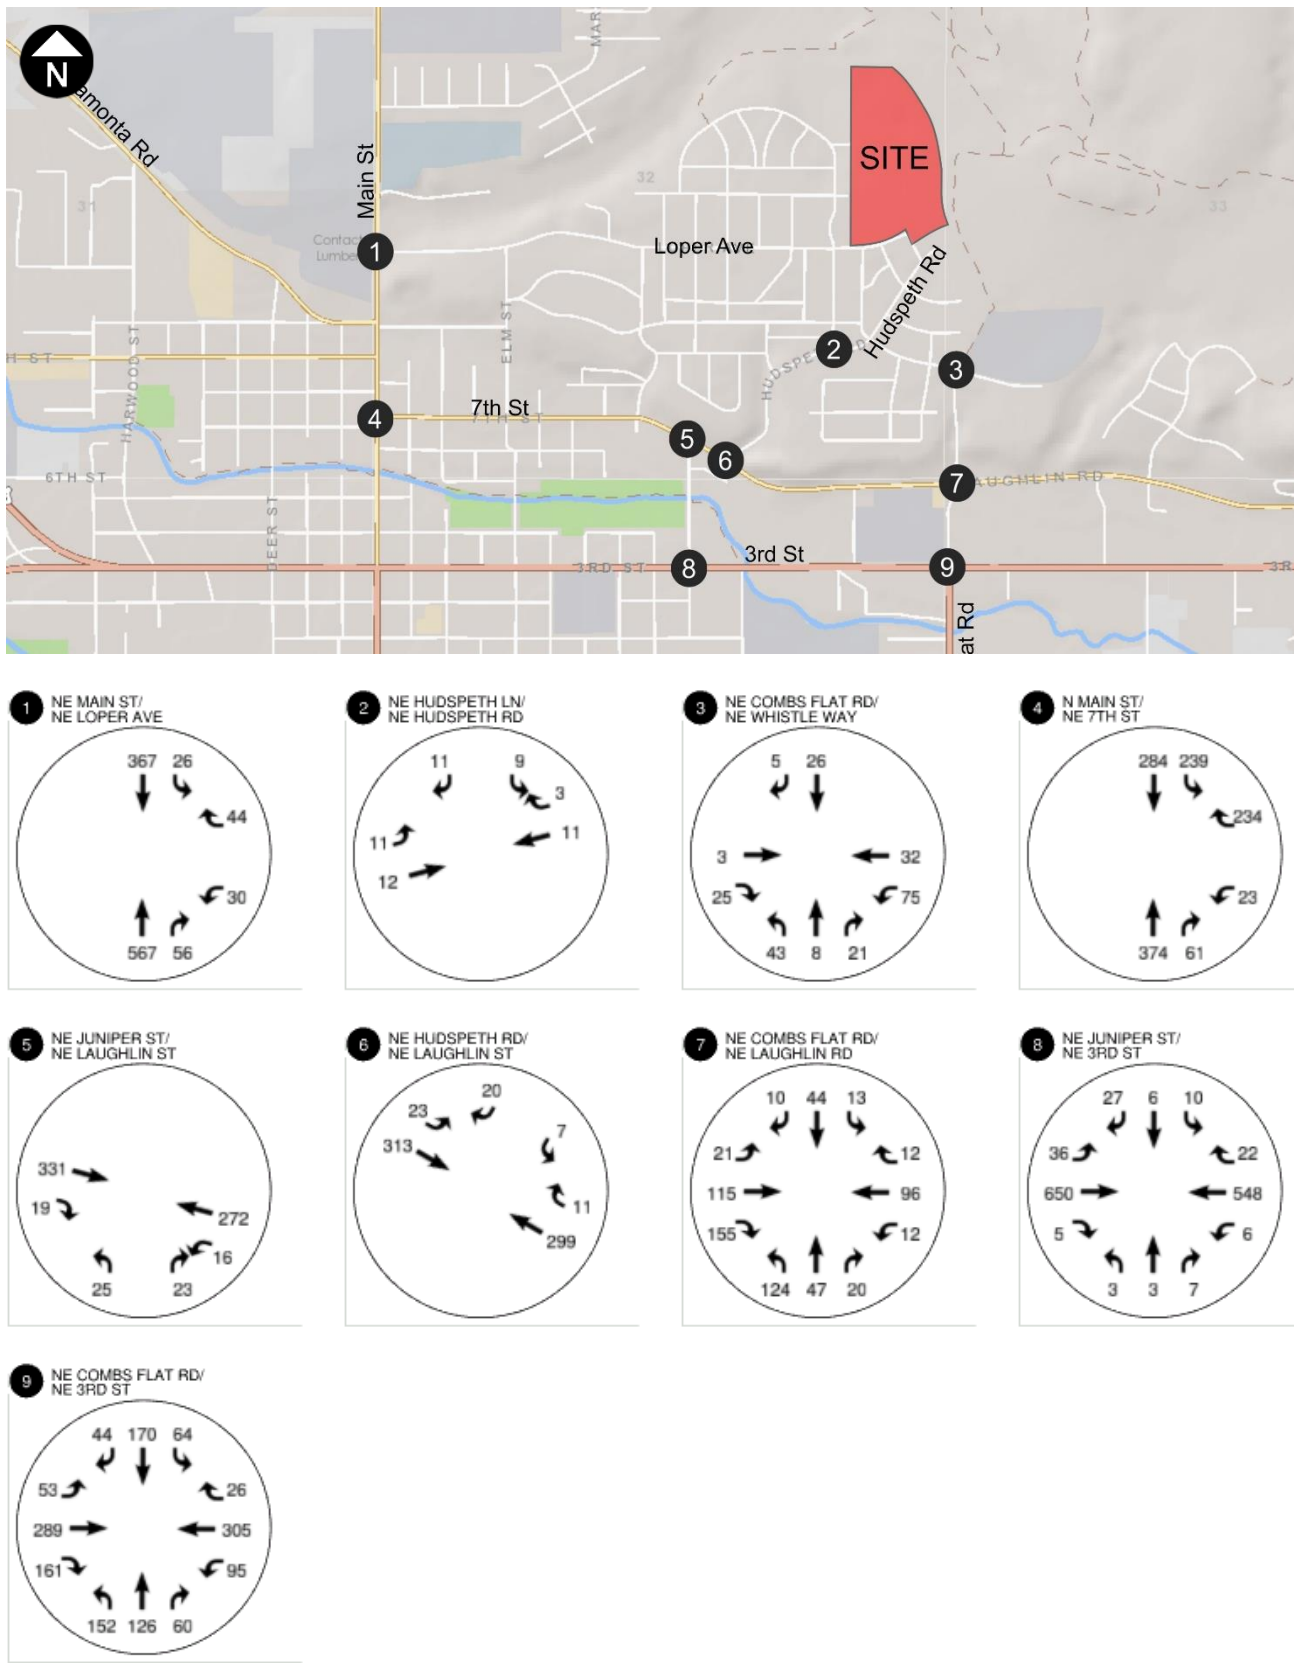 N
amonta Rd
Main St
MAR
31
32
33
SITE
Contact
Lumbe
1
Loper Ave
Hudspeth Rd
HARWOOD ST
ELM ST
H ST
HUDSPE
D
2
3
4
7th St
7TH ST
5
6
6TH ST
7
AUGHLIN RD
DEER ST
3RD ST
8
3rd St
9
3R
at Rd
1 NE MAIN ST/
NE LOPER AVE
367 26
44
30
567 56
2 NE HUDSPETH LN/
NE HUDSPETH RD
11 9
3
11 11
12
3 NE COMBS FLAT RD/
NE WHISTLE WAY
5 26
3 32
25 75
43 8 21
4 N MAIN ST/
NE 7TH ST
284 239
234
23
374 61
5 NE JUNIPER ST/
NE LAUGHLIN ST
331
19 272
16
25 23
6 NE HUDSPETH RD/
NE LAUGHLIN ST
20
23
7
313
11
299
7 NE COMBS FLAT RD/
NE LAUGHLIN RD
10 44 13
21 12
115 96
155 12
124 47 20
8 NE JUNIPER ST/
NE 3RD ST
27 6 10
36 22
650 548
5 6
3 3 7
9 NE COMBS FLAT RD/
NE 3RD ST
44 170 64
53 26
289 305
161 95
152 126 60